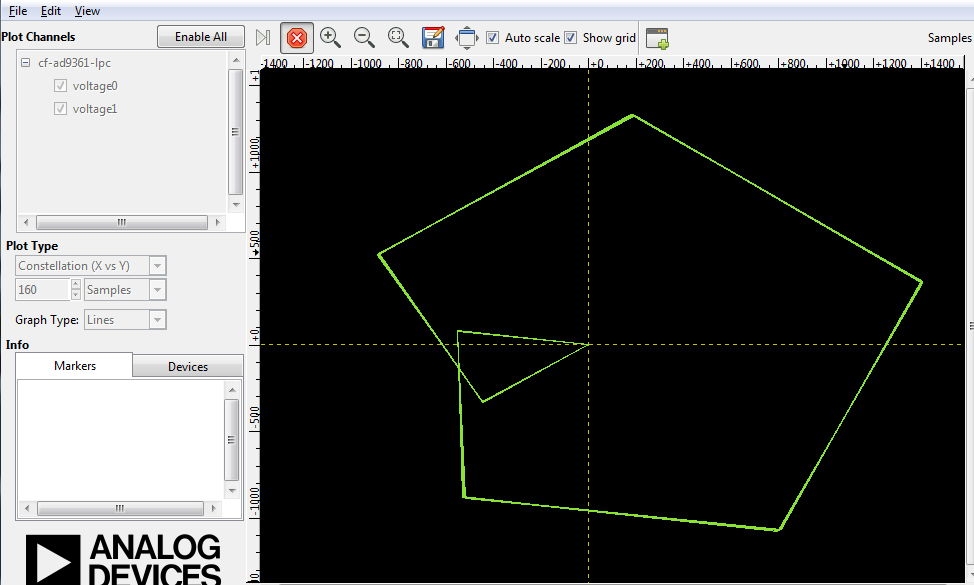 File Edit View
Plot Channels
Enable All
Auto scale
Show grid
Samples
cf-ad9361-lpc
voltage0
voltage1
-1400 -1000 -800 -600 -400 -200 +0 +200 +400 +600 +800 +1000 +1200 +1400
+1000
+500
+0
-500
-1000
Plot Type
Constellation (X vs Y)
160 Samples
Graph Type: Lines
Info
Markers Devices
ANALOG
DEVICES